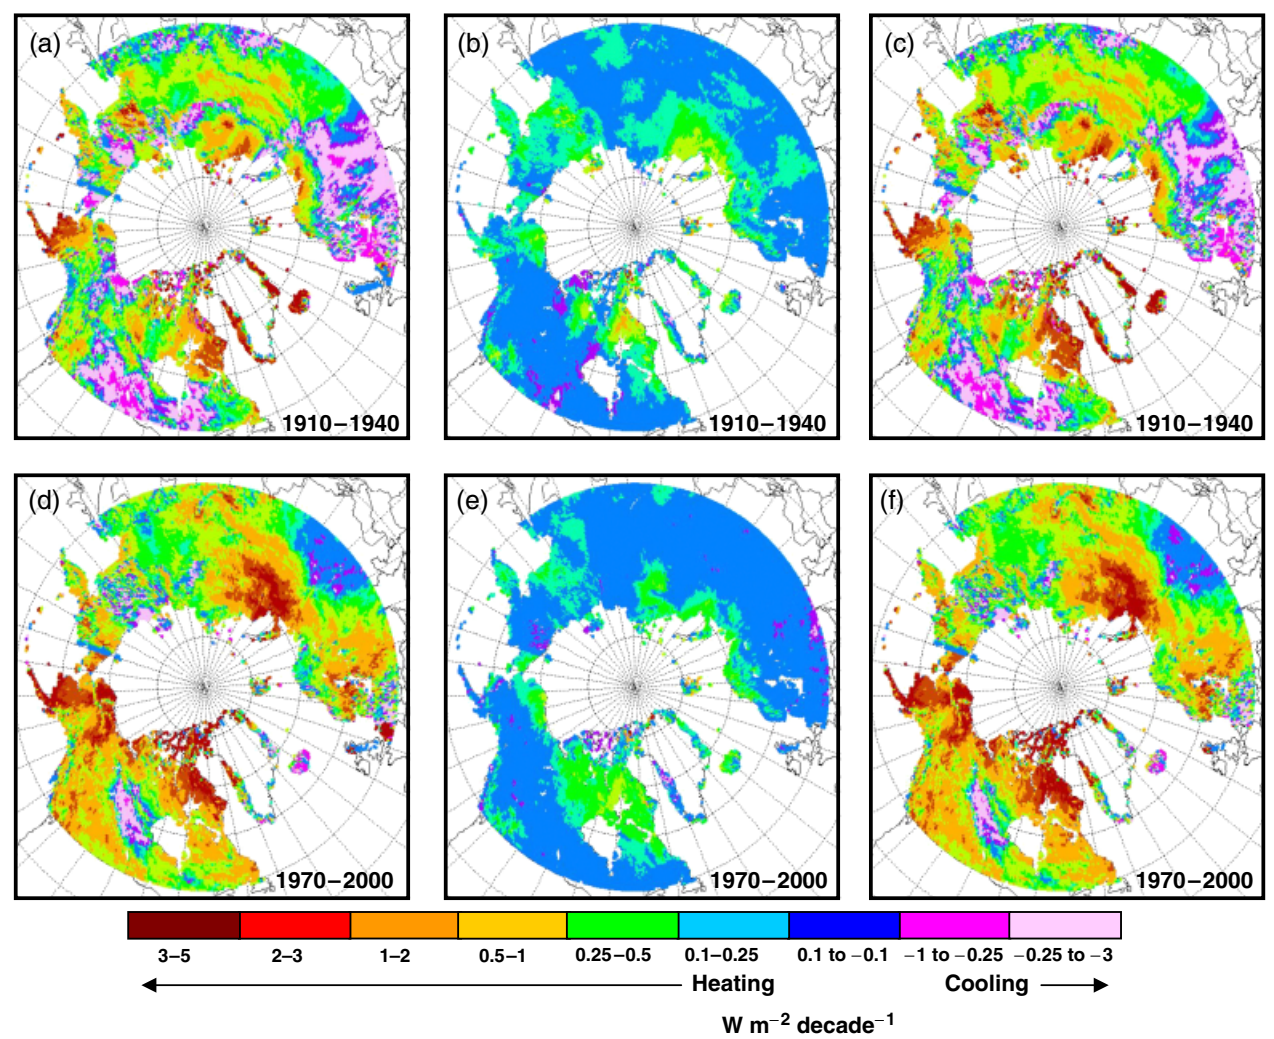 (a)
(b)
(c)
1910–1940
1910–1940
1910–1940
(d)
(e)
(f)
1970–2000
1970–2000
1970–2000
3–5 2–3 1–2 0.5–1 0.25–0.5 0.1–0.25 0.1 to −0.1 −1 to −0.25 −0.25 to −3
Heating Cooling
W m−2 decade−1